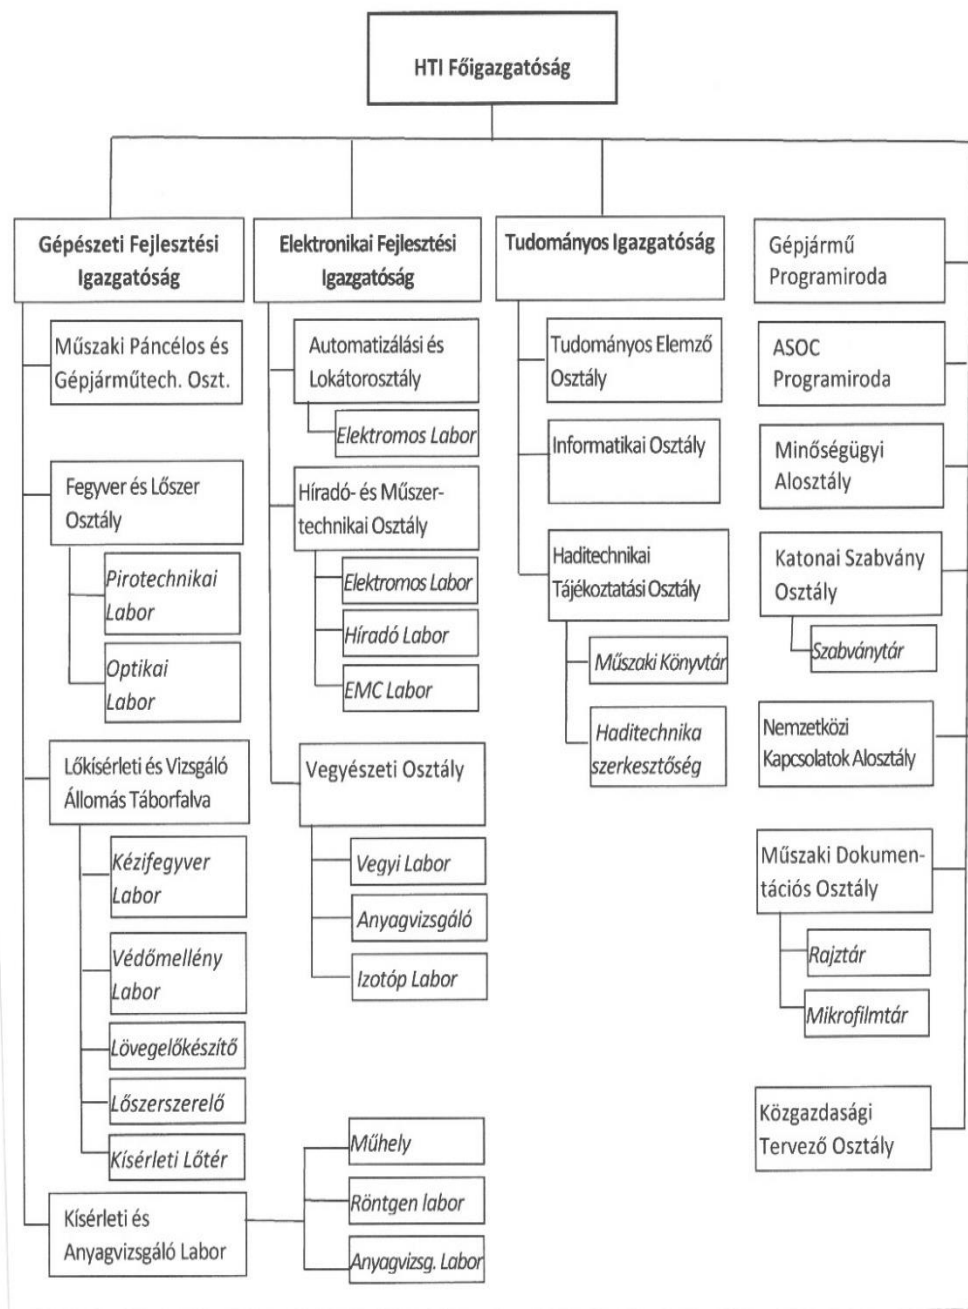 HTI Főigazgatóság
Gépészeti Fejlesztési
Igazgatóság
Műszaki Páncélos és
Gépjárműtech. Oszt.
Fegyver és Lőszer
Osztály
Pirotechnikai
Labor
Optikai
Labor
Lőkísérleti és Vizsgáló
Állomás Táborfalva
Kézifegyver
Labor
Védőmellény
Labor
Lövegelőkészítő
Lőszerszerelő
Kísérleti Lőtér
Kísérleti és
Anyagvizsgáló Labor
Műhely
Röntgen labor
Anyagvizsg. Labor
Elektronikai Fejlesztési
Igazgatóság
Automatizálási és
Lokátorosztály
Elektromos Labor
Híradó- és Műszer-
technikai Osztály
Elektromos Labor
Híradó Labor
EMC Labor
Vegyészeti Osztály
Vegyi Labor
Anyagvizsgáló
Izotóp Labor
Tudományos Igazgatóság
Tudományos Elemző
Osztály
Informatikai Osztály
Haditechnikai
Tájékoztatási Osztály
Műszaki Könyvtár
Haditechnika
szerkesztőség
Gépjármű
Programiroda
ASOC
Programiroda
Minőségügyi
Alosztály
Katonai Szabvány
Osztály
Szabványtár
Nemzetközi
Kapcsolatok Alosztály
Műszaki Dokumen-
tációs Osztály
Rajztár
Mikrofilmtár
Közgazdasági
Tervező Osztály